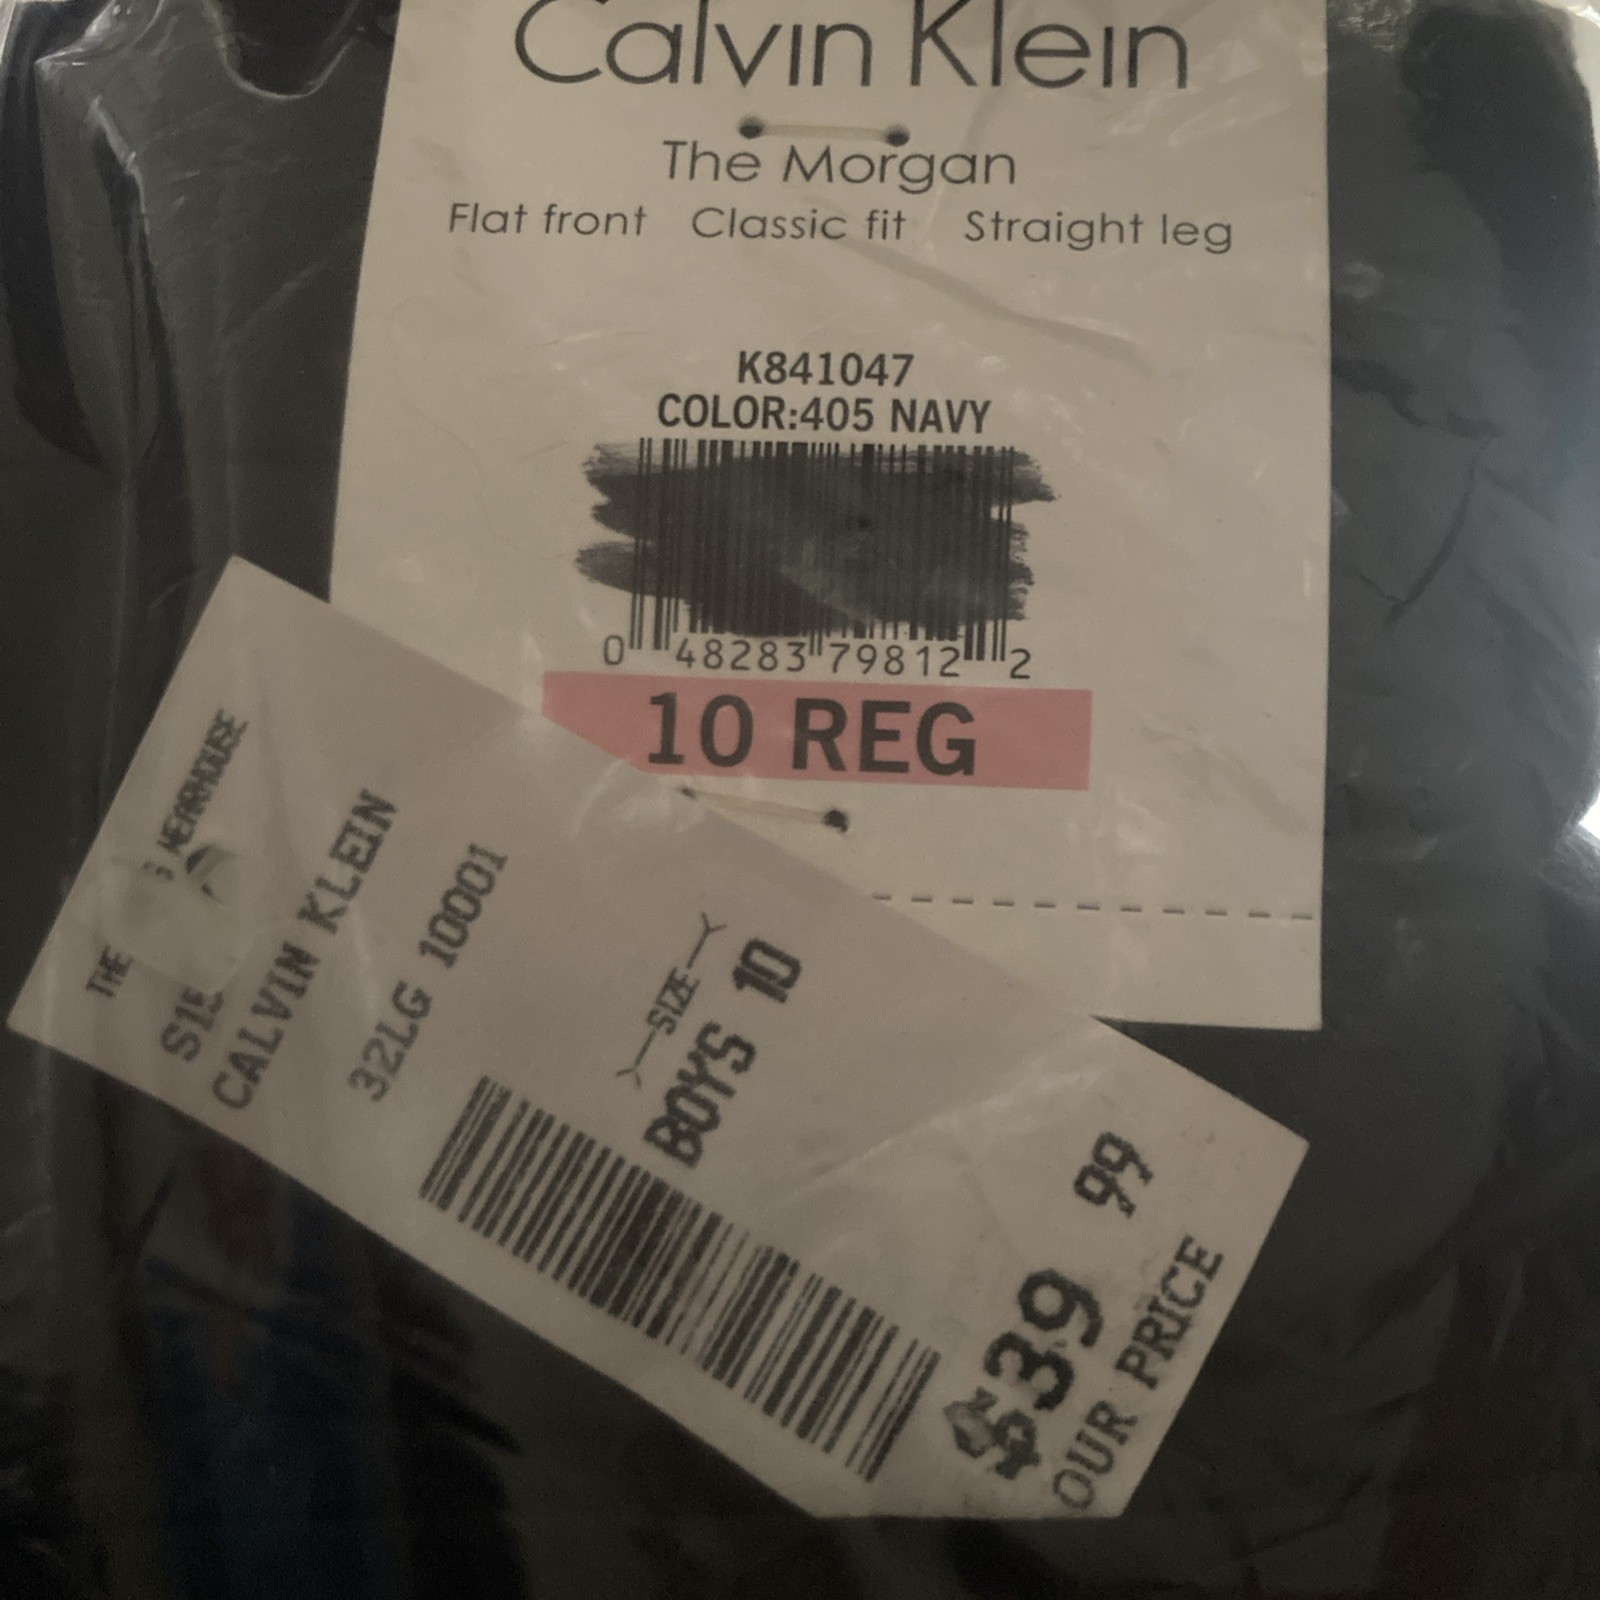 Calvin Klein
The Morgan
Flat front Classic fit Straight leg
K841047
COLOR:405 NAVY
0 48283 79812 2
10 REG
THE WEARHOUSE
CALVIN KLEIN
32LG 10001
SIZE
BOYS 10
$39 99
OUR PRICE